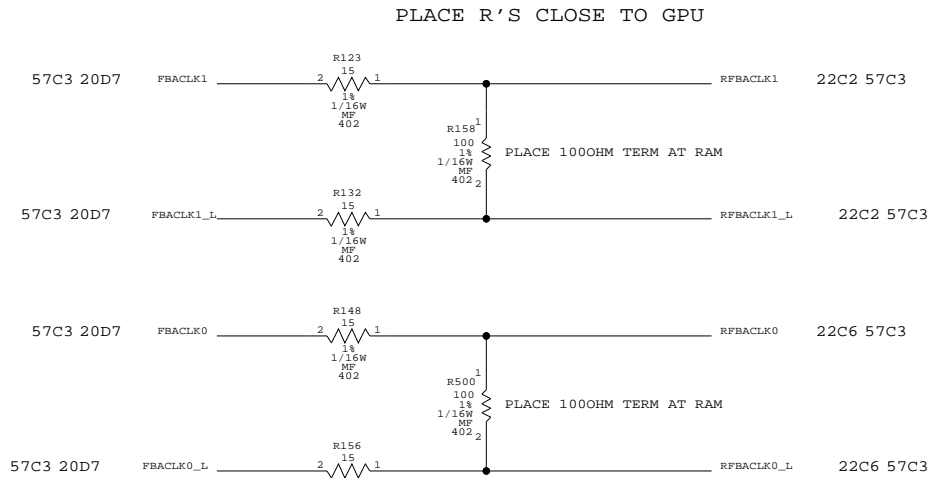 PLACE R'S CLOSE TO GPU
R123
15
57C3 20D7 FBACLK1 2 1 RFBACLK1 22C2 57C3
1%
1/16W
MF
402
R158 1
100
1%
1/16W
MF
402 2
PLACE 100OHM TERM AT RAM
R132
15
57C3 20D7 FBACLK1_L 2 1 RFBACLK1_L 22C2 57C3
1%
1/16W
MF
402
R148
15
57C3 20D7 FBACLK0 2 1 RFBACLK0 22C6 57C3
1%
1/16W
MF
402
R500 1
100
1%
1/16W
MF
402 2
PLACE 100OHM TERM AT RAM
R156
15
57C3 20D7 FBACLK0_L 2 1 RFBACLK0_L 22C6 57C3